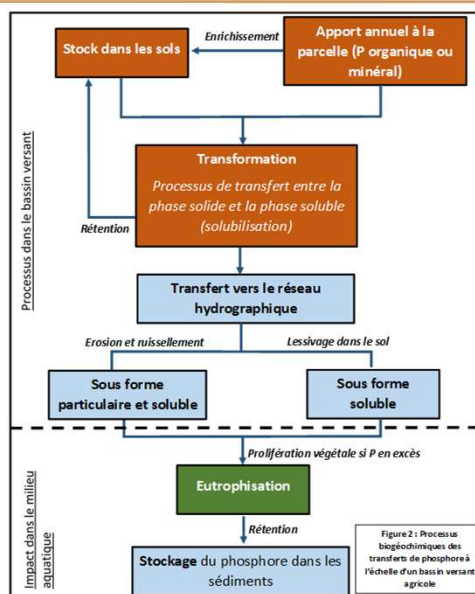 Enrichissement
Stock dans les sols
Apport annuel à la
parcelle (P organique ou
minéral)
Processus dans le bassin versant
Transformation
Processus de transfert entre la
phase solide et la phase soluble
(solubilisation)
Rétention
Transfert vers le réseau
hydrographique
Erosion et ruissellement
Lessivage dans le sol
Sous forme
particulaire et soluble
Sous forme
soluble
Prolifération végétale si P en excès
Impact dans le milieu
aquatique
Eutrophisation
Rétention
Stockage du phosphore dans les
sédiments
Figure 2 : Processus
biogéochimiques des
transferts de phosphore à
l'échelle d'un bassin versant
agricole